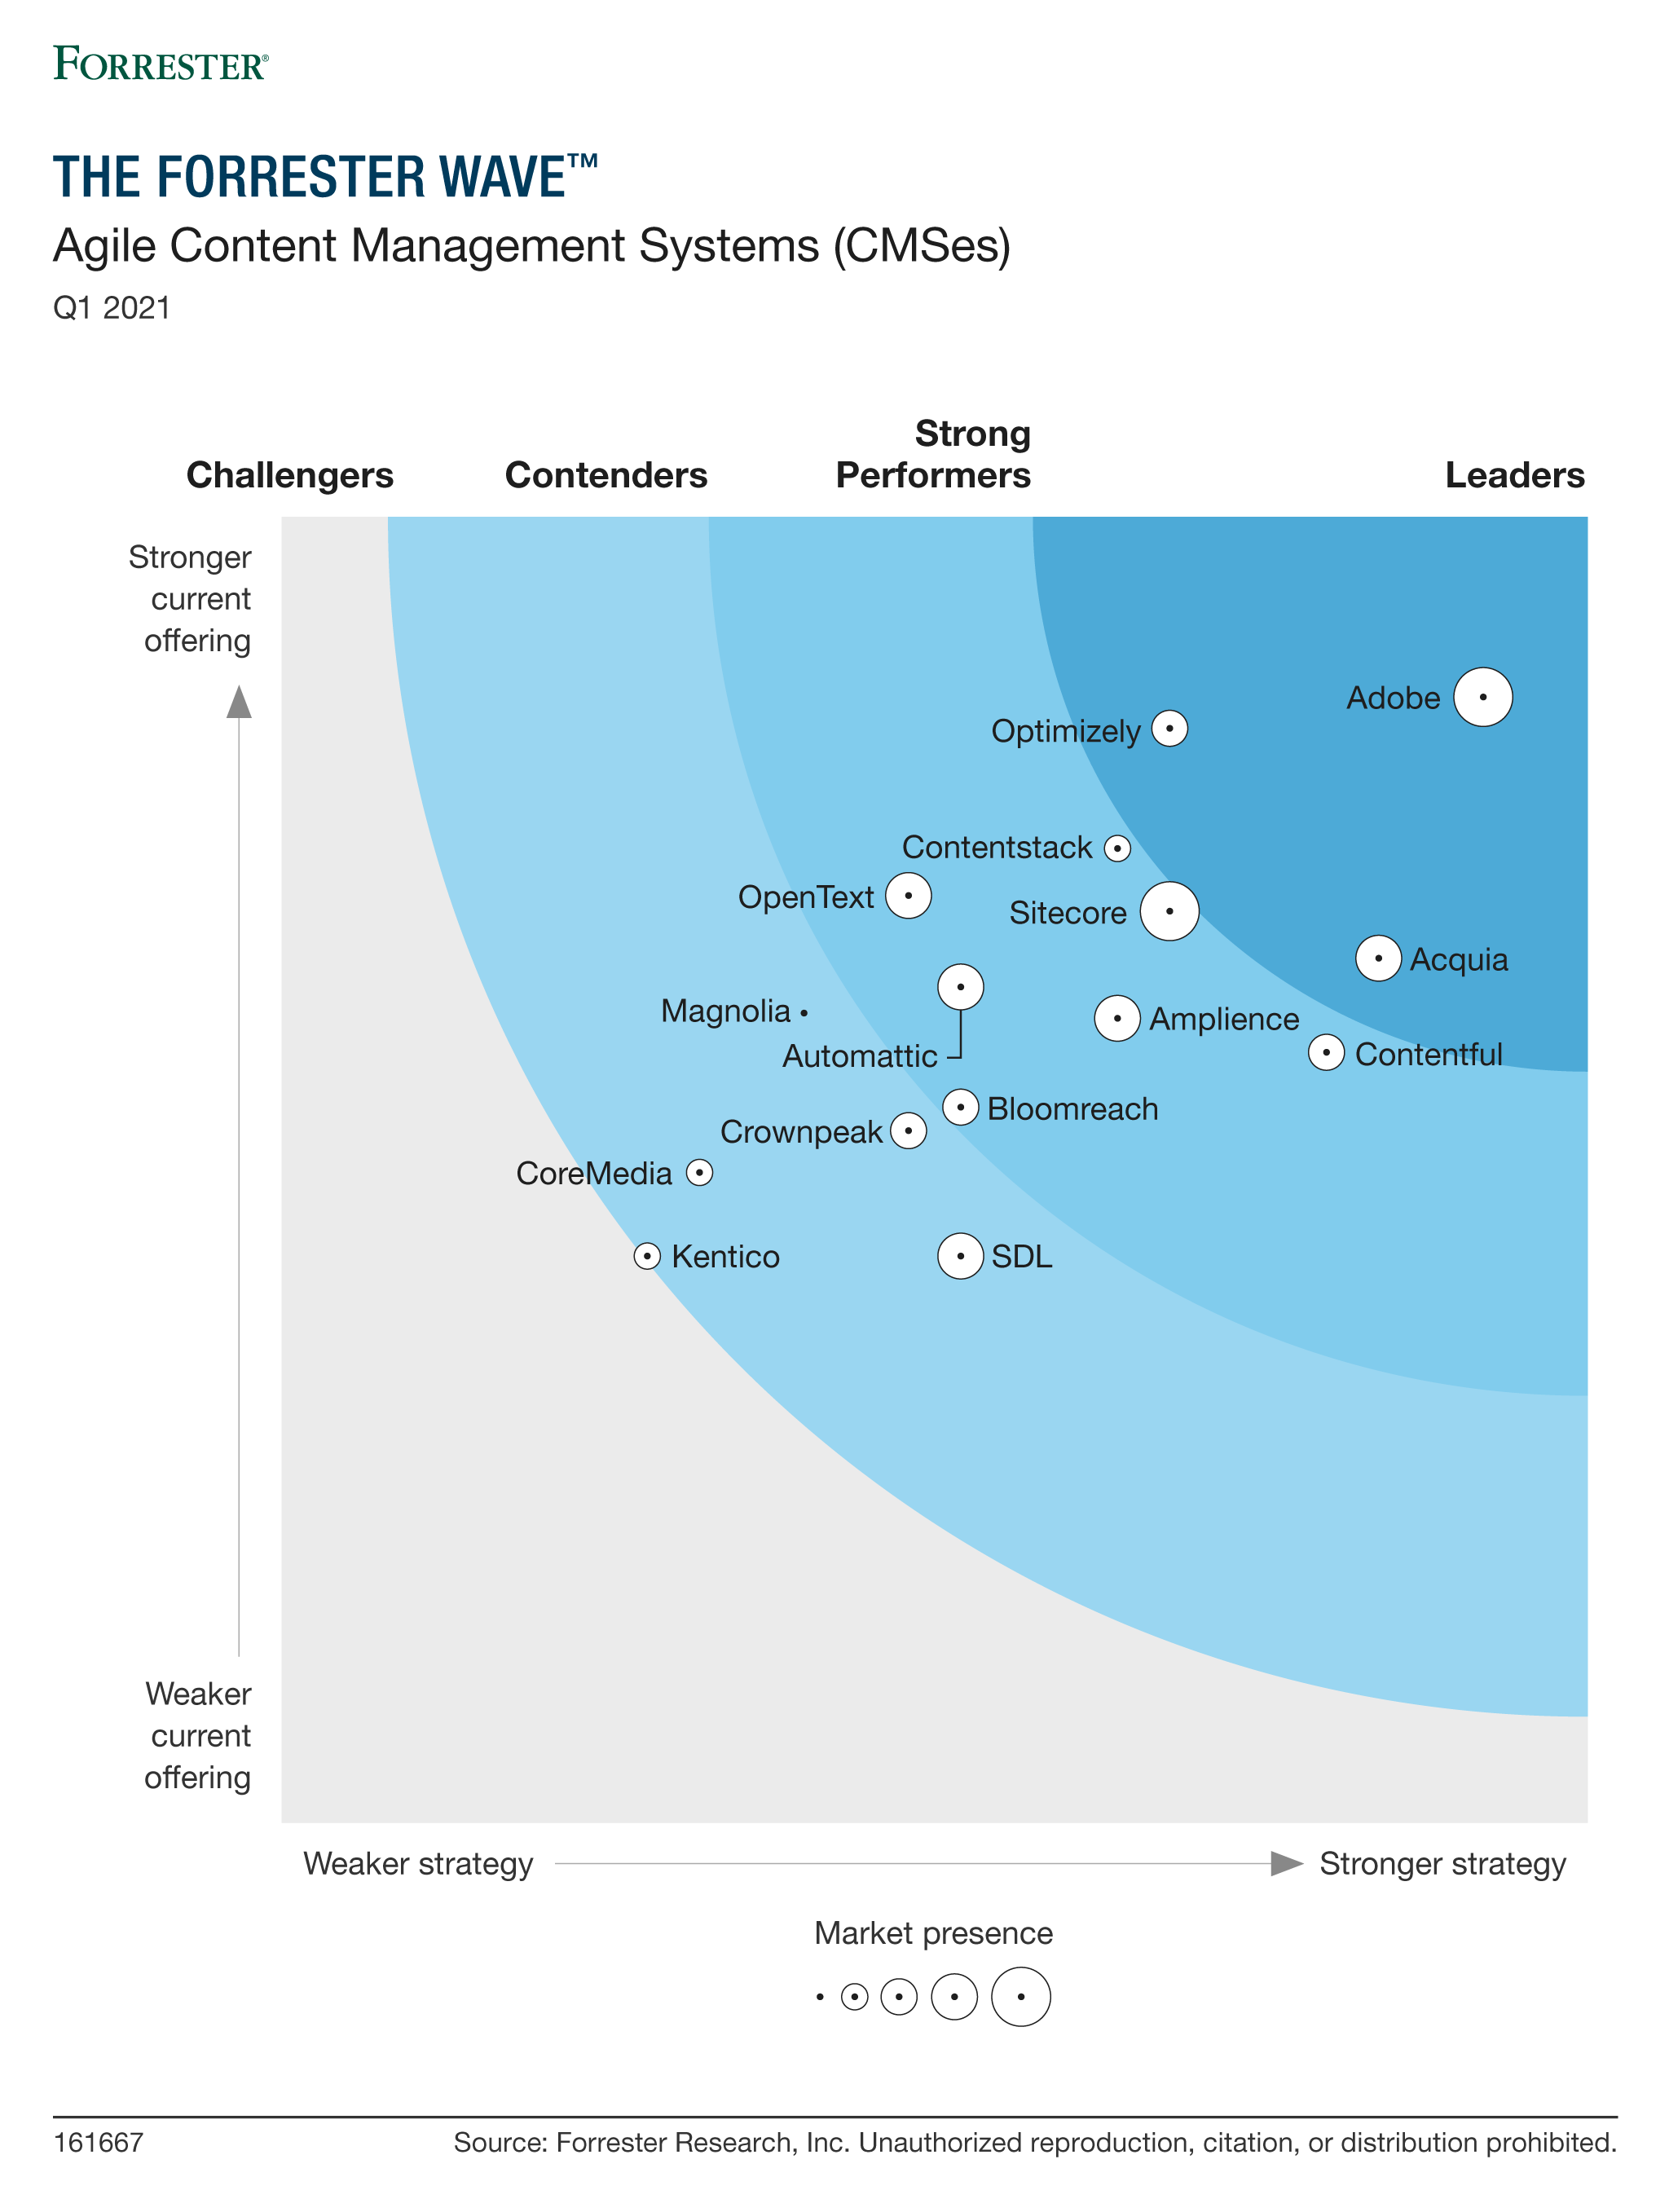 FORRESTER®
THE FORRESTER WAVE™
Agile Content Management Systems (CMSes)
Q1 2021
Strong
Challengers Contenders Performers Leaders
Stronger
current
offering
Adobe
Optimizely
Contentstack
OpenText
Sitecore
Acquia
Magnolia
Amplience
Automattic
Contentful
Bloomreach
Crownpeak
CoreMedia
Kentico
SDL
Weaker
current
offering
Weaker strategy
Stronger strategy
Market presence
161667
Source: Forrester Research, Inc. Unauthorized reproduction, citation, or distribution prohibited.